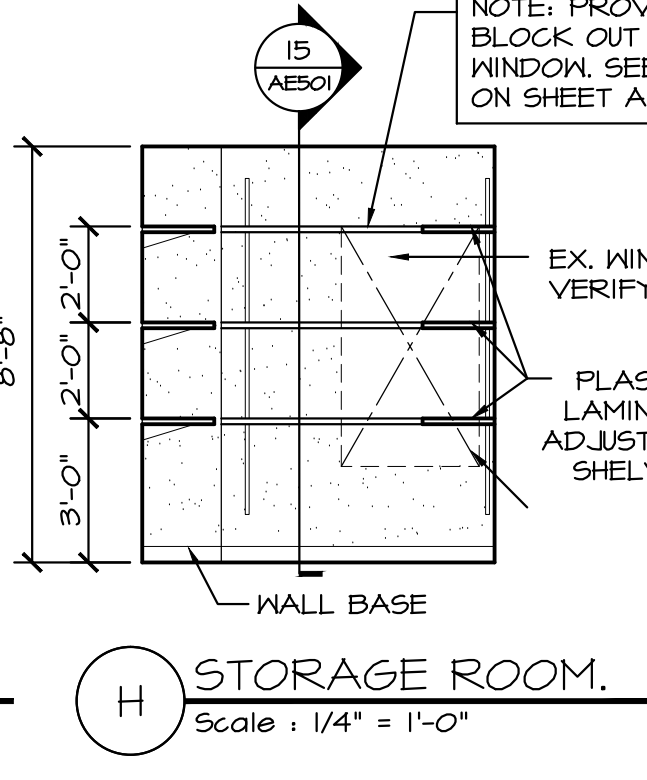 NOTE: PROV
BLOCK OUT
WINDOW. SEE
ON SHEET A
15
AE501
2'-0"
2'-0"
3'-0"
8'-8"
EX. WIN
VERIFY
PLAS
LAMIN
ADJUST
SHELV
X
WALL BASE
H
STORAGE ROOM.
Scale : 1/4" = 1'-0"